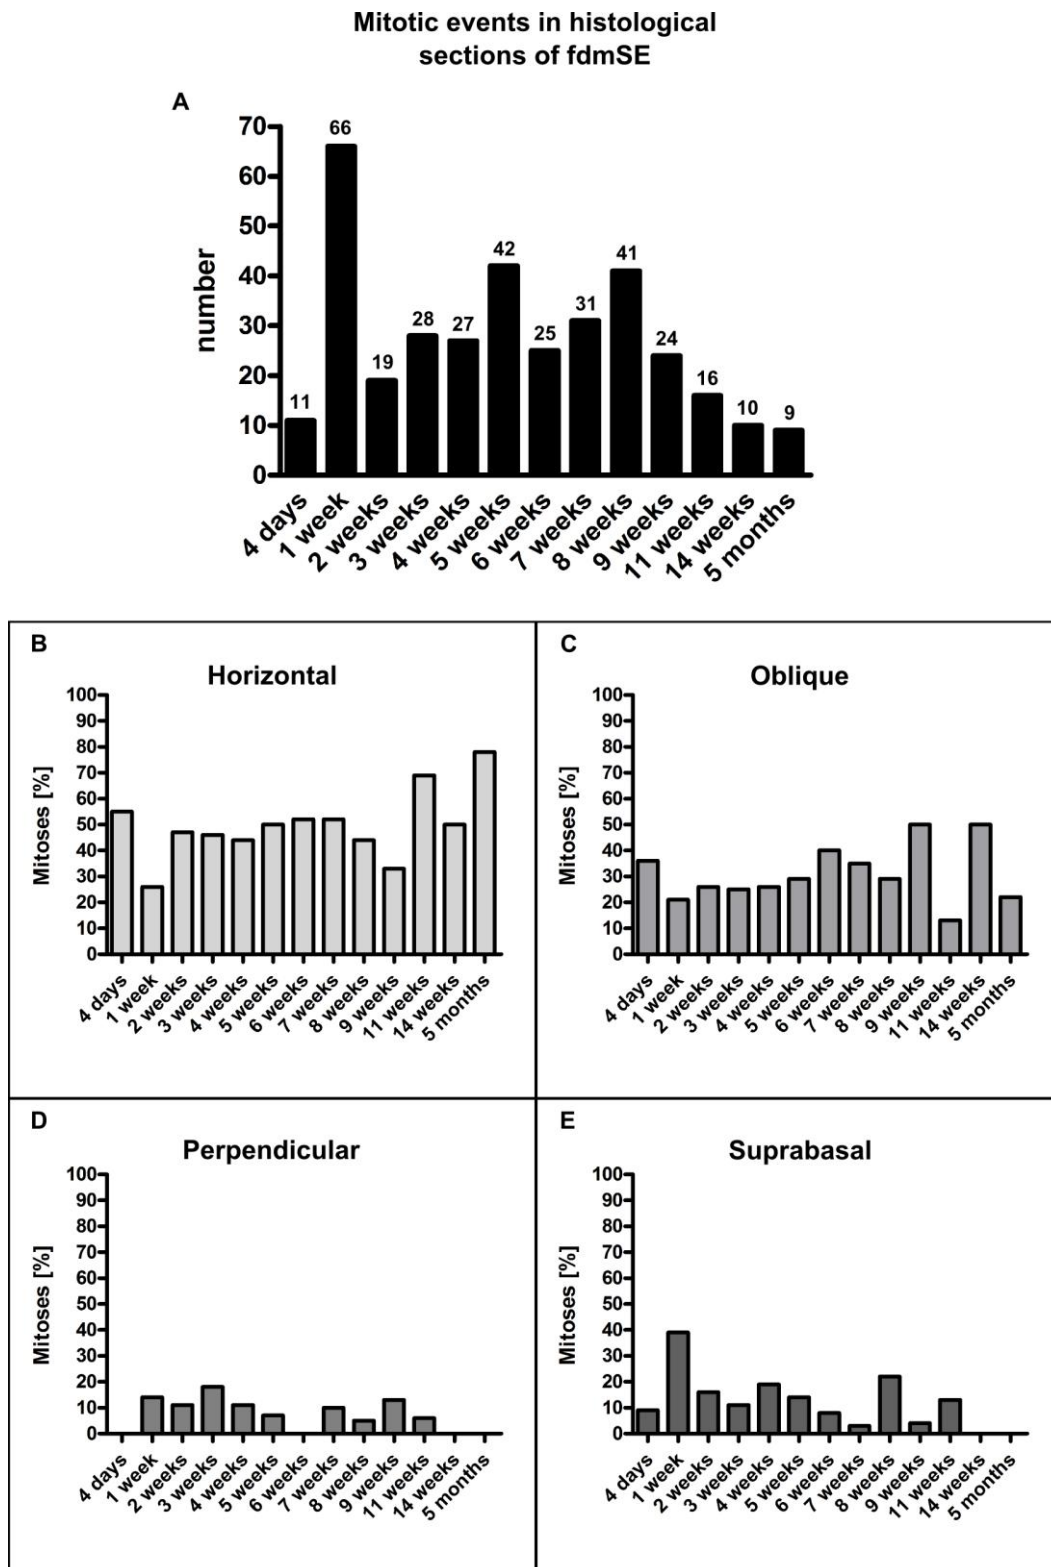 Mitotic events in histological
sections of fdmSE
A
number
70
60
50
40
30
20
10
0
11
66
19
28
27
42
25
31
41
24
16
10
9
4 days
1 week
2 weeks
3 weeks
4 weeks
5 weeks
6 weeks
7 weeks
8 weeks
9 weeks
11 weeks
14 weeks
5 months
B
Horizontal
Mitoses [%]
100
90
80
70
60
50
40
30
20
10
0
4 days
1 week
2 weeks
3 weeks
4 weeks
5 weeks
6 weeks
7 weeks
8 weeks
9 weeks
11 weeks
14 weeks
5 months
C
Oblique
Mitoses [%]
100
90
80
70
60
50
40
30
20
10
0
4 days
1 week
2 weeks
3 weeks
4 weeks
5 weeks
6 weeks
7 weeks
8 weeks
9 weeks
11 weeks
14 weeks
5 months
D
Perpendicular
Mitoses [%]
100
90
80
70
60
50
40
30
20
10
0
4 days
1 week
2 weeks
3 weeks
4 weeks
5 weeks
6 weeks
7 weeks
8 weeks
9 weeks
11 weeks
14 weeks
5 months
E
Suprabasal
Mitoses [%]
100
90
80
70
60
50
40
30
20
10
0
4 days
1 week
2 weeks
3 weeks
4 weeks
5 weeks
6 weeks
7 weeks
8 weeks
9 weeks
11 weeks
14 weeks
5 months